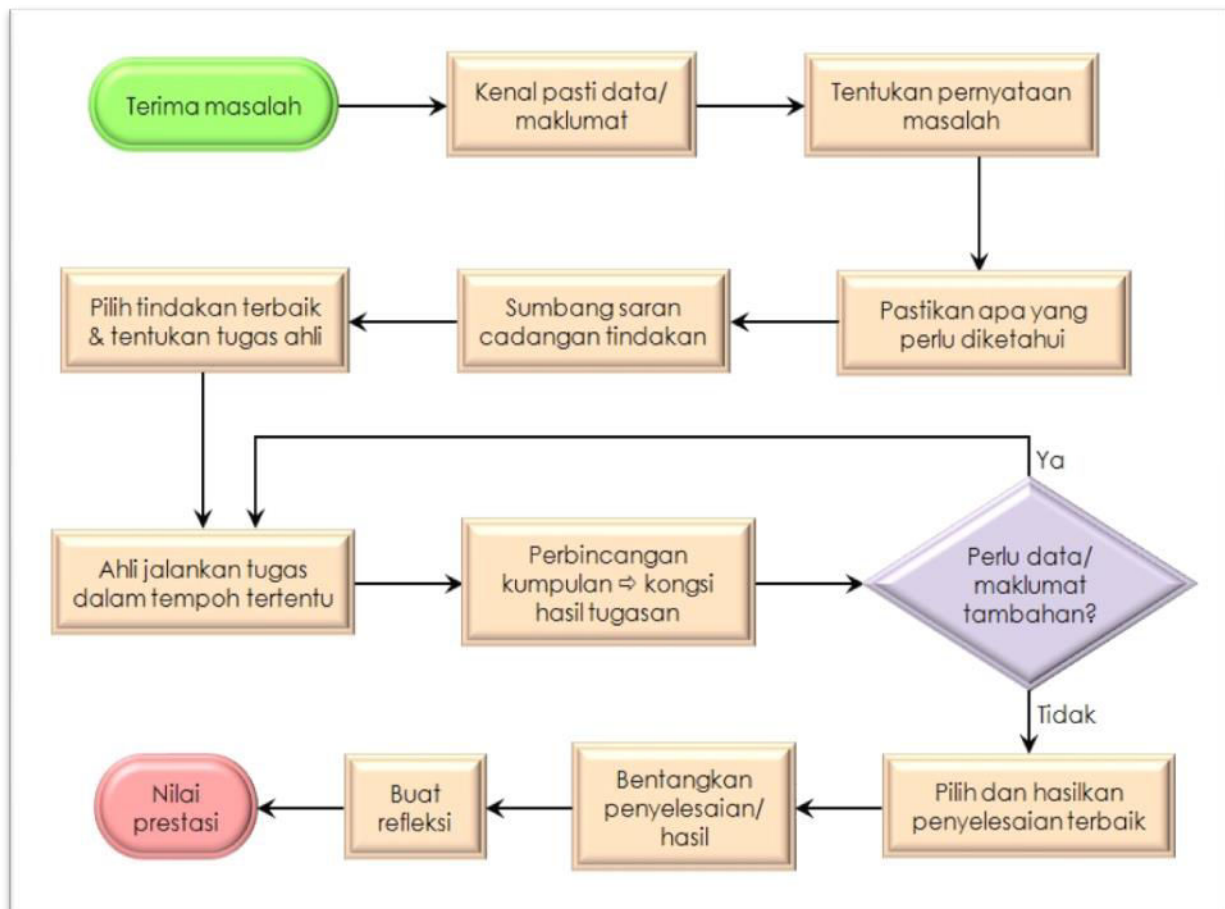 Terima masalah
Kenal pasti data/
maklumat
Tentukan pernyataan
masalah
Pastikan apa yang
perlu diketahui
Sumbang saran
cadangan tindakan
Pilih tindakan terbaik
& tentukan tugas ahli
Ahli jalankan tugas
dalam tempoh tertentu
Perbincangan
kumpulan ⇨ kongsi
hasil tugasan
Perlu data/
maklumat
tambahan?
Ya
Tidak
Pilih dan hasilkan
penyelesaian terbaik
Bentangkan
penyelesaian/
hasil
Buat
refleksi
Nilai
prestasi